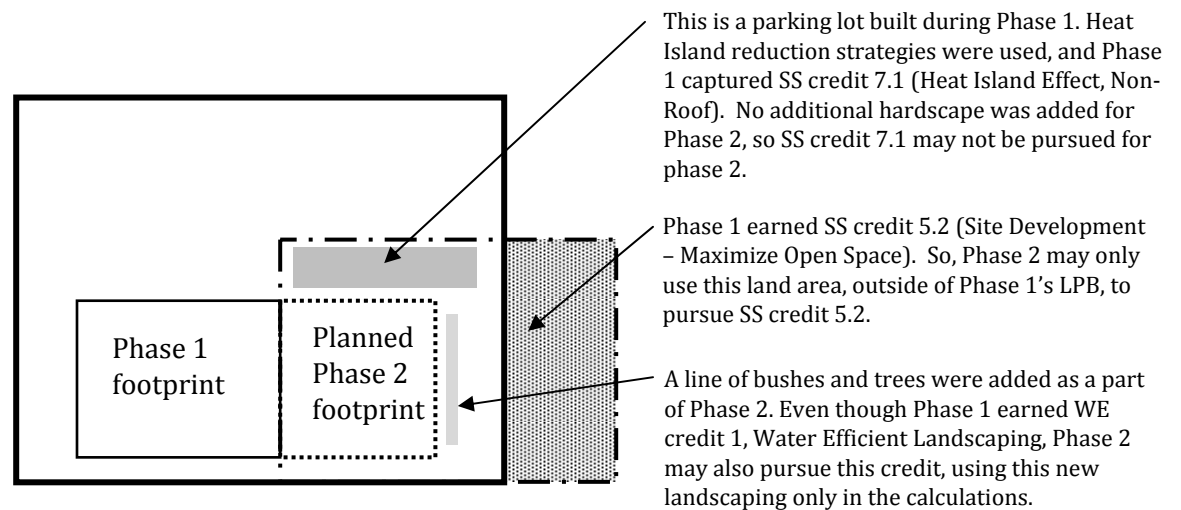 This is a parking lot built during Phase 1. Heat
Island reduction strategies were used, and Phase
1 captured SS credit 7.1 (Heat Island Effect, Non-
Roof).  No additional hardscape was added for
Phase 2, so SS credit 7.1 may not be pursued for
phase 2.
Phase 1 earned SS credit 5.2 (Site Development
– Maximize Open Space).  So, Phase 2 may only
use this land area, outside of Phase 1’s LPB, to
pursue SS credit 5.2.
Phase 1
footprint
Planned
Phase 2
footprint
A line of bushes and trees were added as a part
of Phase 2. Even though Phase 1 earned WE
credit 1, Water Efficient Landscaping, Phase 2
may also pursue this credit, using this new
landscaping only in the calculations.